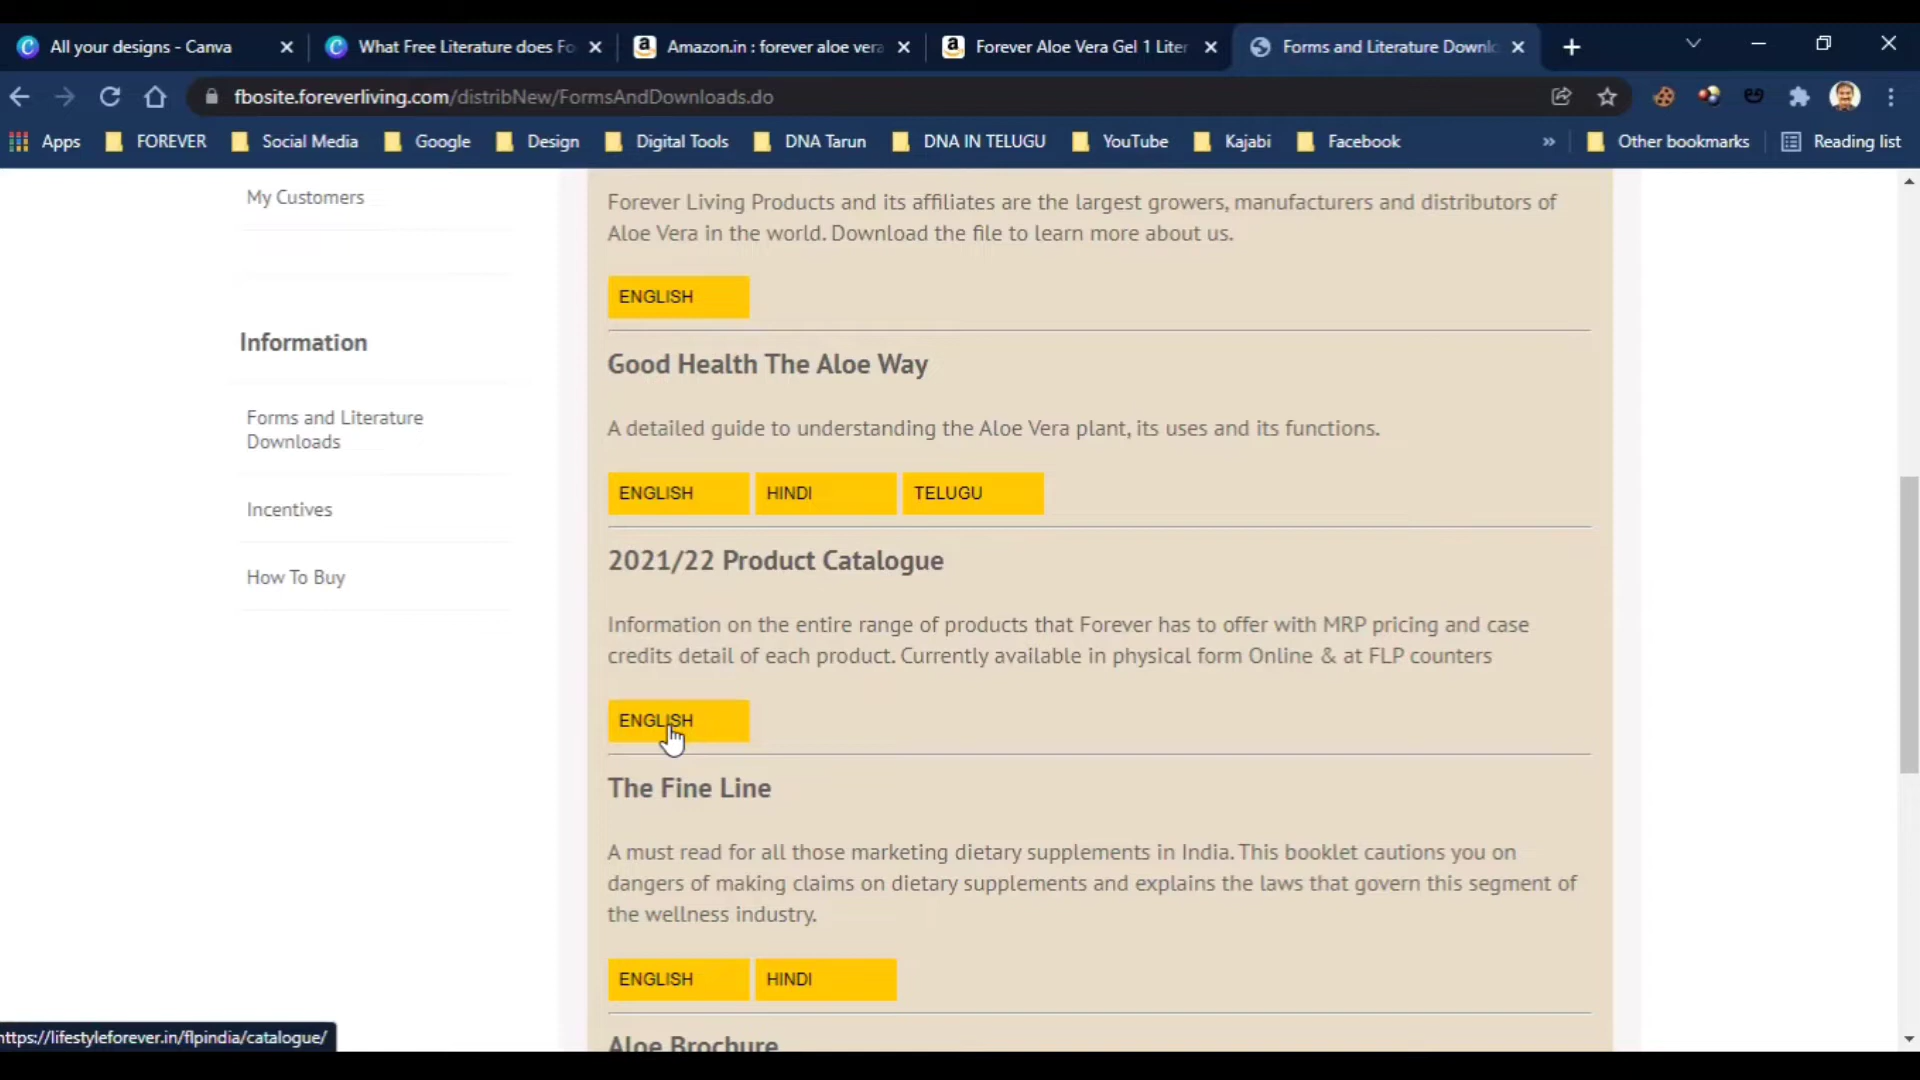 All your designs - Canva
What Free Literature does Fo
Amazon.in : forever aloe vera
Forever Aloe Vera Gel 1 Liter
Forms and Literature Downlo
fbosite.foreverliving.com/distribNew/FormsAndDownloads.do
Apps
FOREVER
Social Media
Google
Design
Digital Tools
DNA Tarun
DNA IN TELUGU
YouTube
Kajabi
Facebook
»
Other bookmarks
Reading list
My Customers
Information
Forms and Literature
Downloads
Incentives
How To Buy
Forever Living Products and its affiliates are the largest growers, manufacturers and distributors of
Aloe Vera in the world. Download the file to learn more about us.
ENGLISH
Good Health The Aloe Way
A detailed guide to understanding the Aloe Vera plant, its uses and its functions.
ENGLISH HINDI TELUGU
2021/22 Product Catalogue
Information on the entire range of products that Forever has to offer with MRP pricing and case
credits detail of each product. Currently available in physical form Online & at FLP counters
ENGLISH
The Fine Line
A must read for all those marketing dietary supplements in India. This booklet cautions you on
dangers of making claims on dietary supplements and explains the laws that govern this segment of
the wellness industry.
ENGLISH HINDI
Aloe Brochure
https://lifestyleforever.in/flpindia/catalogue/